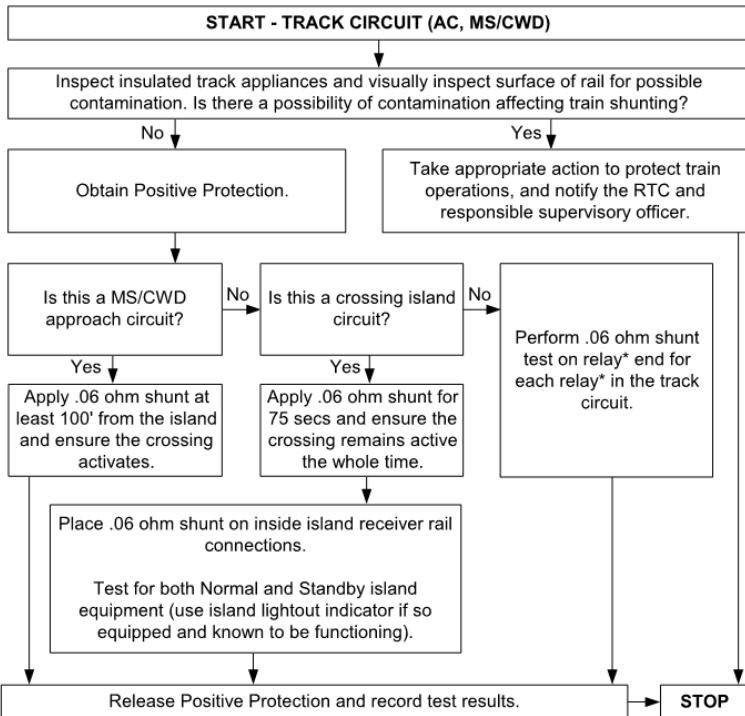 START - TRACK CIRCUIT (AC, MS/CWD)
Inspect insulated track appliances and visually inspect surface of rail for possible
contamination. Is there a possibility of contamination affecting train shunting?
No
Yes
Obtain Positive Protection.
Take appropriate action to protect train
operations, and notify the RTC and
responsible supervisory officer.
Is this a MS/CWD
approach circuit?
No
Is this a crossing island
circuit?
No
Perform .06 ohm shunt
test on relay* end for
each relay* in the track
circuit.
Yes
Yes
Apply .06 ohm shunt at
least 100' from the island
and ensure the crossing
activates.
Apply .06 ohm shunt for
75 secs and ensure the
crossing remains active
the whole time.
Place .06 ohm shunt on inside island receiver rail
connections.
Test for both Normal and Standby island
equipment (use island lightout indicator if so
equipped and known to be functioning).
Release Positive Protection and record test results.
STOP